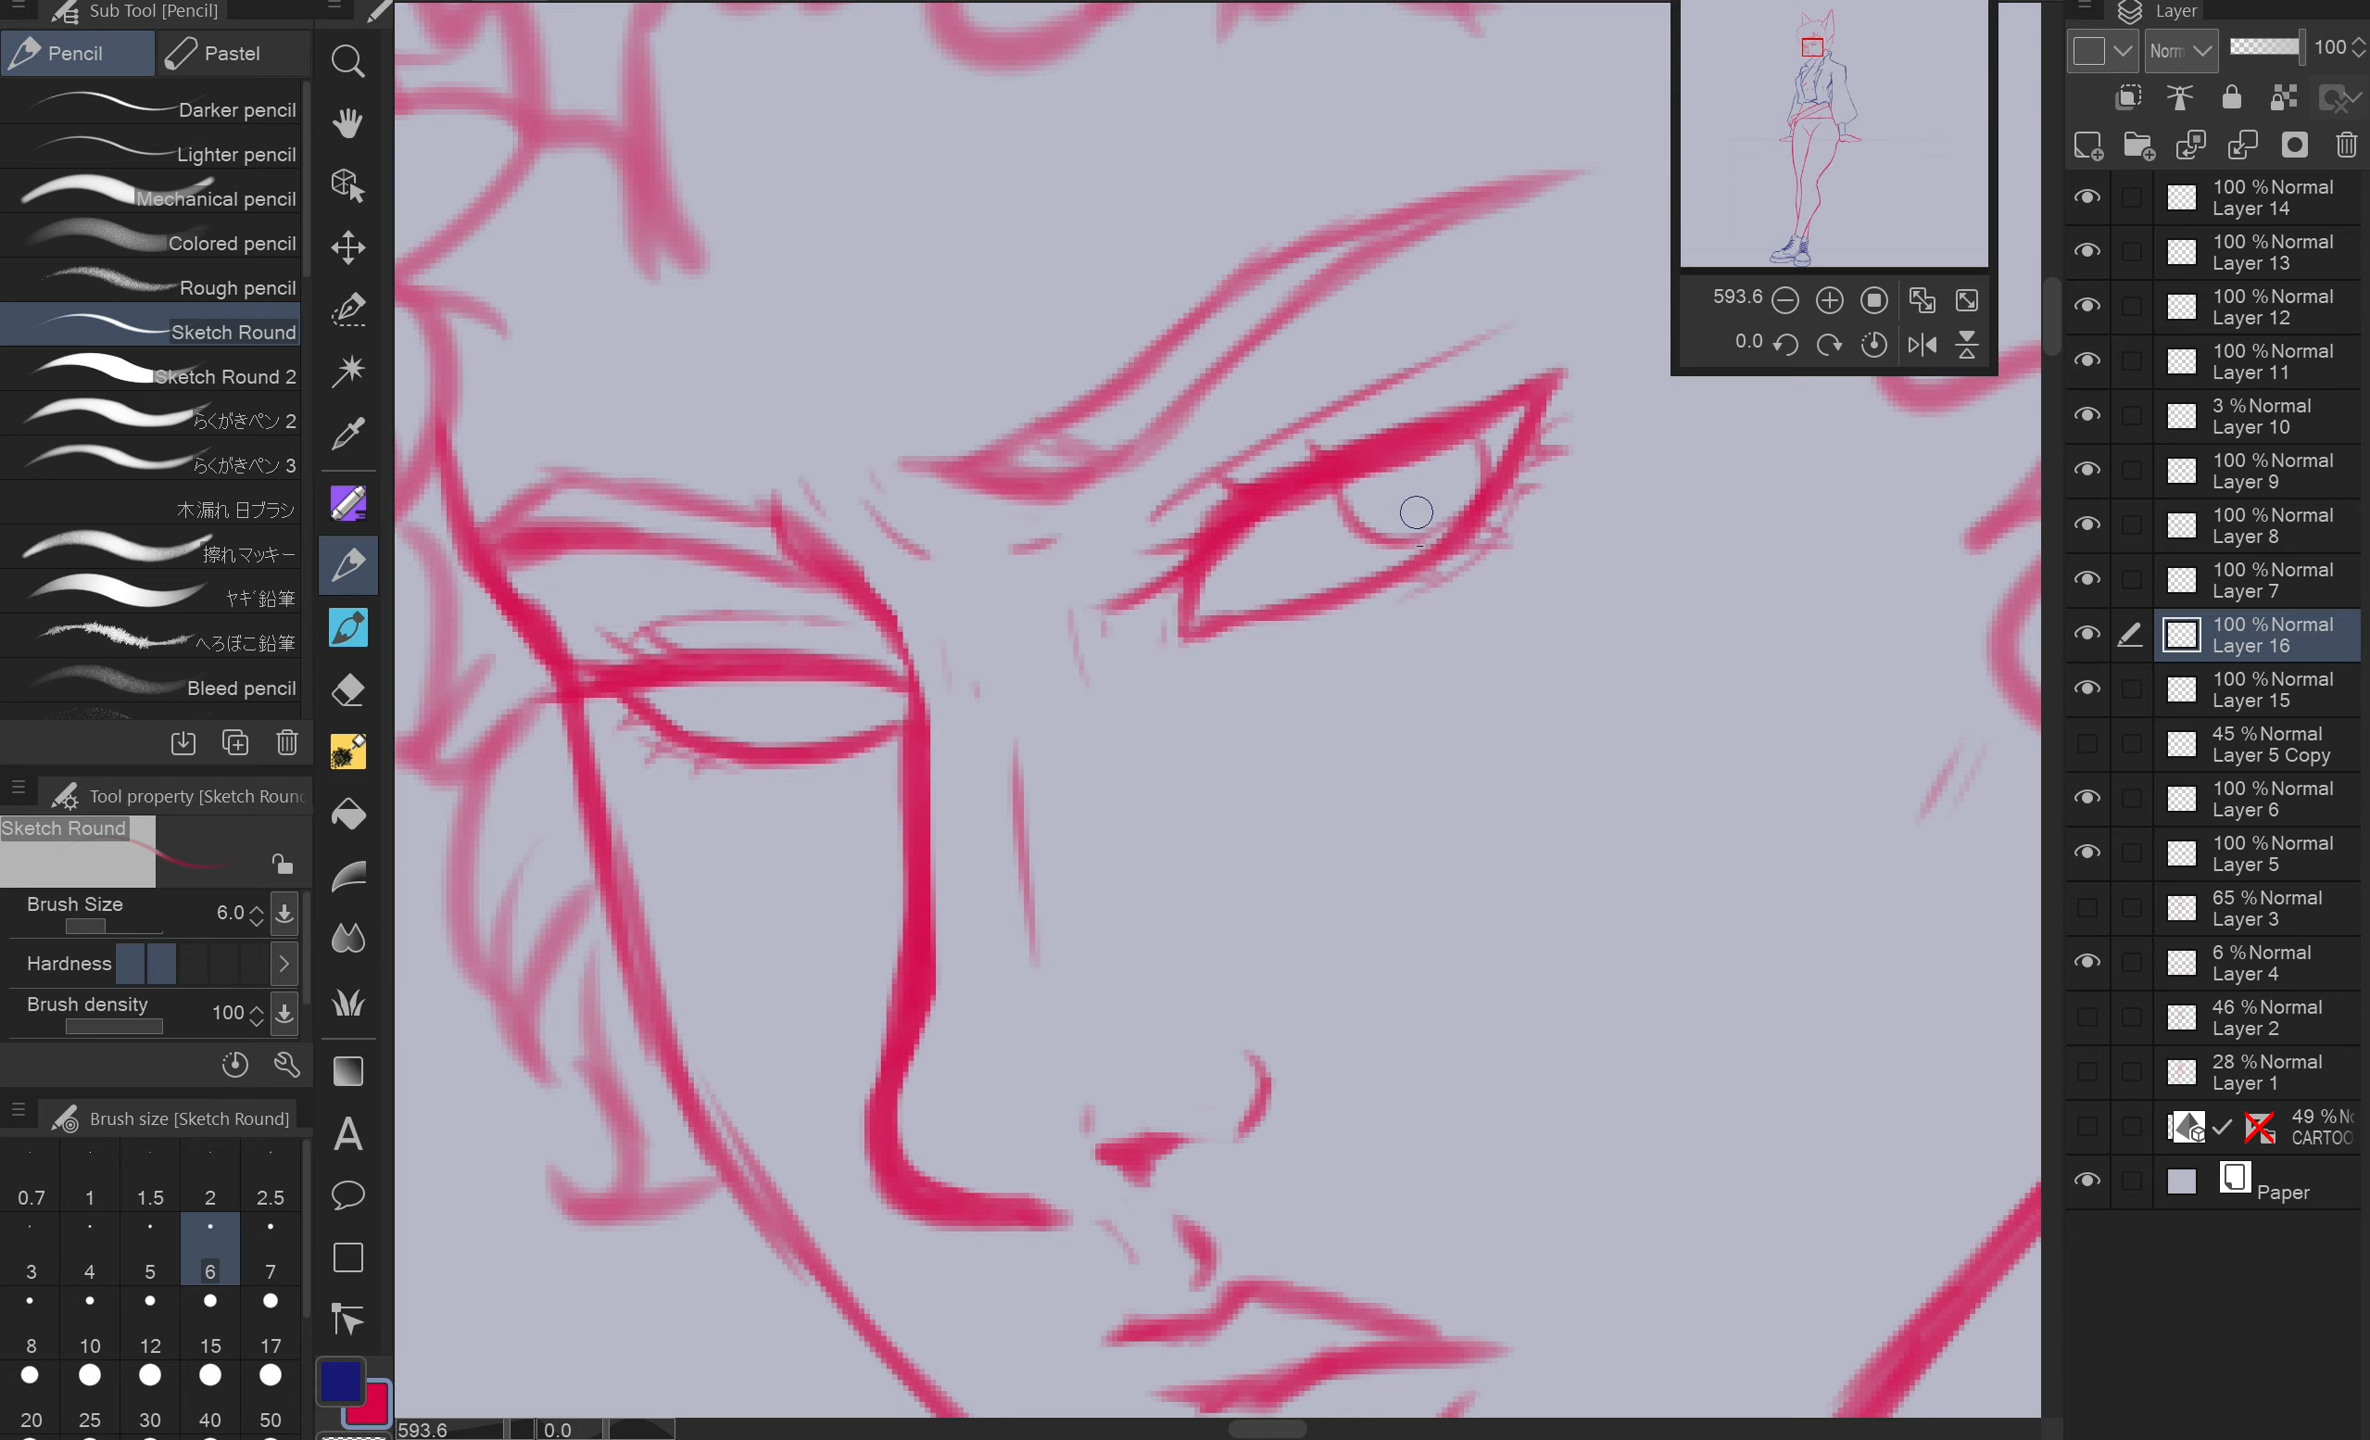 Sub Tool [Pencil]
Pencil
Pastel
Darker pencil
Lighter pencil
Mechanical pencil
Colored pencil
Rough pencil
Sketch Round
Sketch Round 2
らくがきペン 2
らくがきペン 3
木漏れ日ブラシ
擦れマッキー
ﾔｷﾞ鉛筆
へろぼこ鉛筆
Bleed pencil
Tool property [Sketch Roun
Sketch Round
Brush Size 6.0
Hardness
Brush density 100
Brush size [Sketch Round]
0.7 1 1.5 2 2.5
3 4 5 6 7
8 10 12 15 17
20 25 30 40 50
593.6 0.0
593.6
0.0
Layer
Norm 100
100 %Normal
Layer 14
100 %Normal
Layer 13
100 %Normal
Layer 12
100 %Normal
Layer 11
3 %Normal
Layer 10
100 %Normal
Layer 9
100 %Normal
Layer 8
100 %Normal
Layer 7
100 %Normal
Layer 16
100 %Normal
Layer 15
45 %Normal
Layer 5 Copy
100 %Normal
Layer 6
100 %Normal
Layer 5
65 %Normal
Layer 3
6 %Normal
Layer 4
46 %Normal
Layer 2
28 %Normal
Layer 1
49 %No
CARTOO
Paper